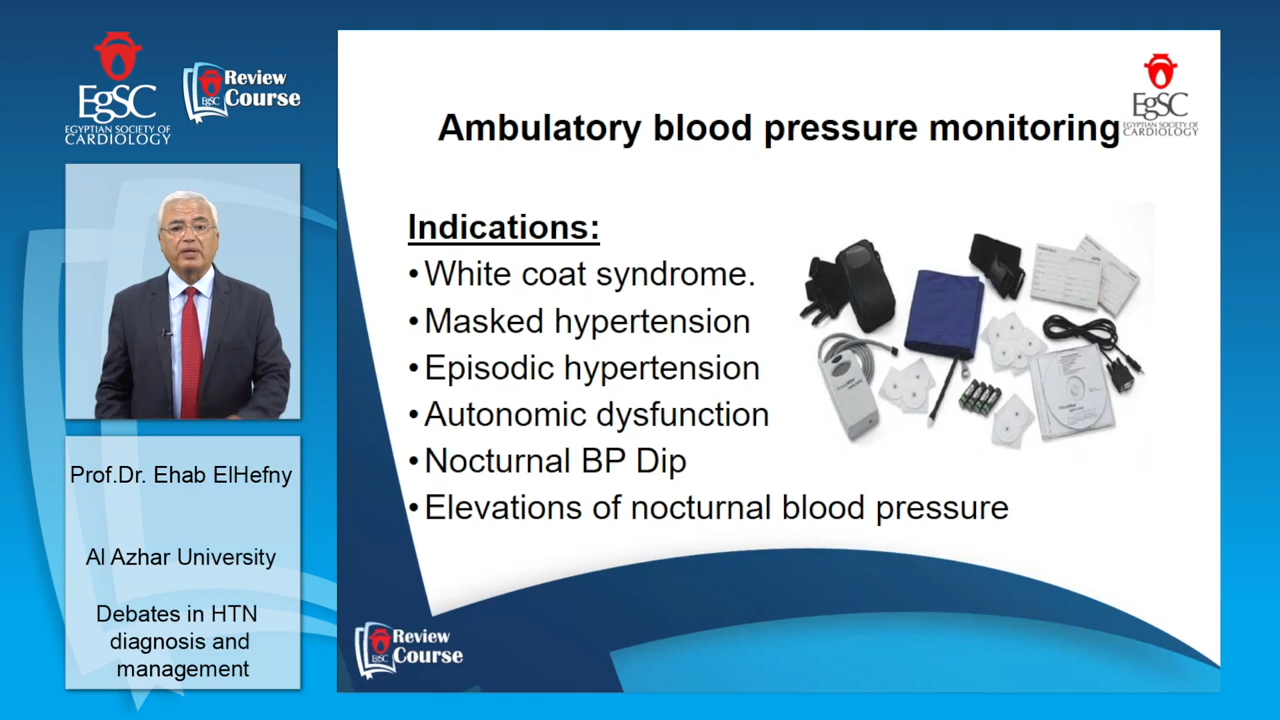 EgSC
EGYPTIAN SOCIETY OF
CARDIOLOGY
EgSC
Review
Course
Prof.Dr. Ehab ElHefny
Al Azhar University
Debates in HTN
diagnosis and
management
EgSC
EGYPTIAN SOCIETY OF
CARDIOLOGY
Ambulatory blood pressure monitoring
Indications:
•White coat syndrome.
•Masked hypertension
•Episodic hypertension
•Autonomic dysfunction
•Nocturnal BP Dip
•Elevations of nocturnal blood pressure
EgSC
Review
Course